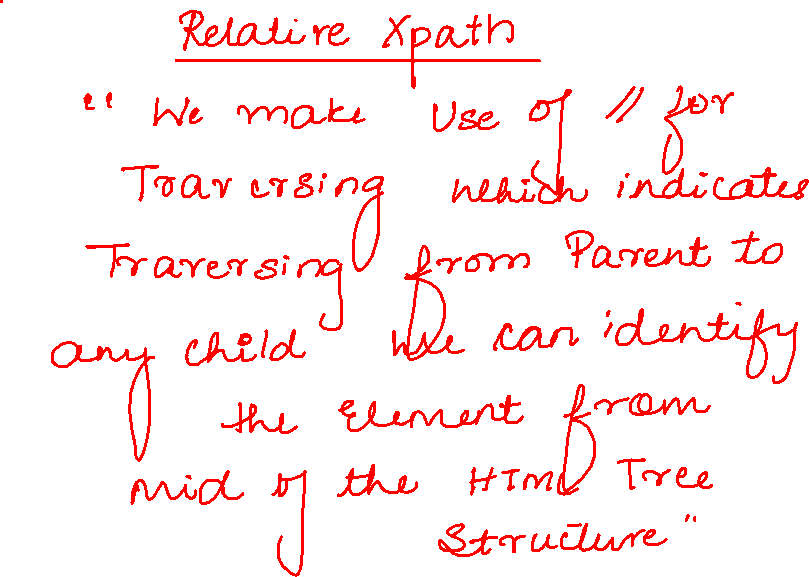 Relative Xpath
"We make Use of // for
Traversing which indicates
Traversing from Parent to
any child We can identify
the Element from
mid of the HTML Tree
Structure"